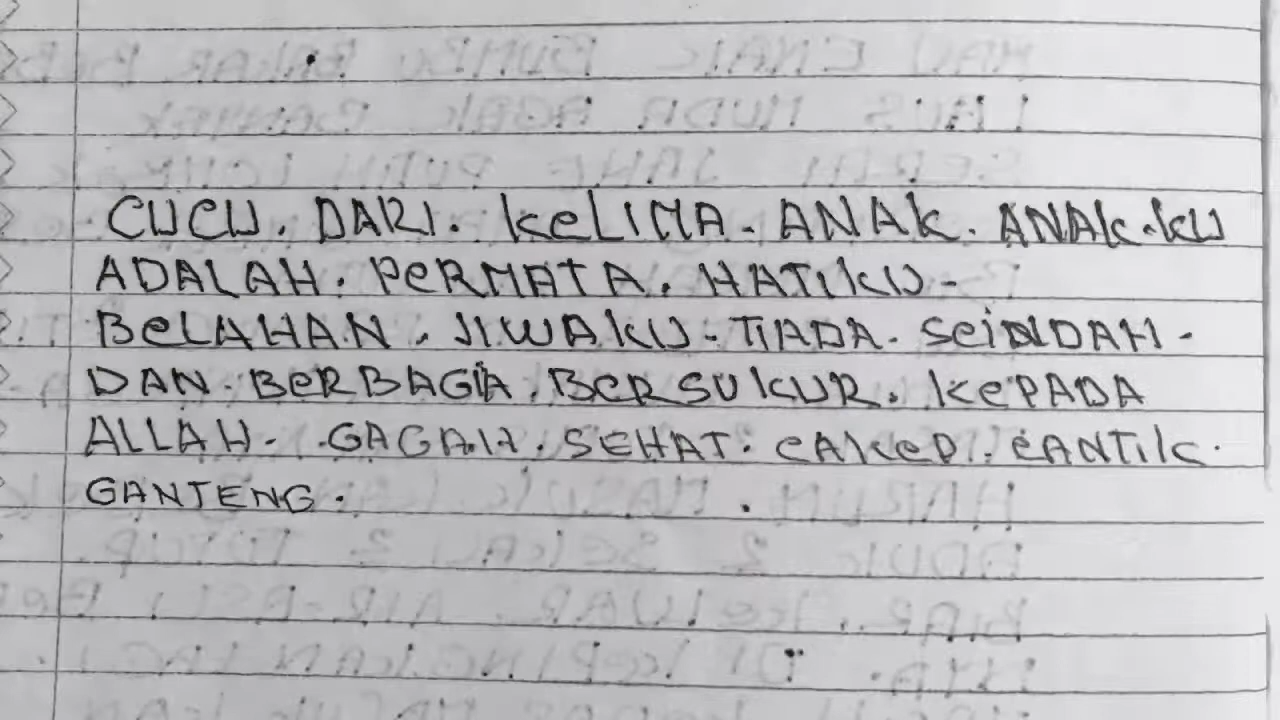 CUCU. DARI. KeLIMA. ANAK. ANAK.KU
ADALAH. PeRMATA. HATIKU-
BeLAHAN. JIWAKU-TIADA. SeiNDAH-
DAN-BeRBAGIA.BeRSUKUR. KePADA
ALLAH-.GAGAH.SEHAT.CAKeP.CANTIK.
GANTENG.